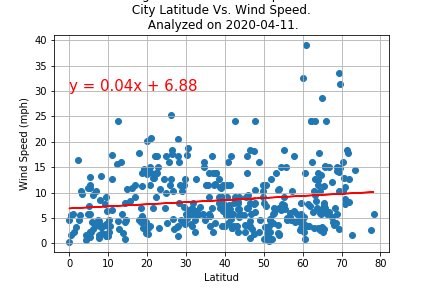 City Latitude Vs. Wind Speed.
Analyzed on 2020-04-11.
40
35
30
25
20
15
10
5
0
y = 0.04x + 6.88
Wind Speed (mph)
0 10 20 30 40 50 60 70 80
Latitud